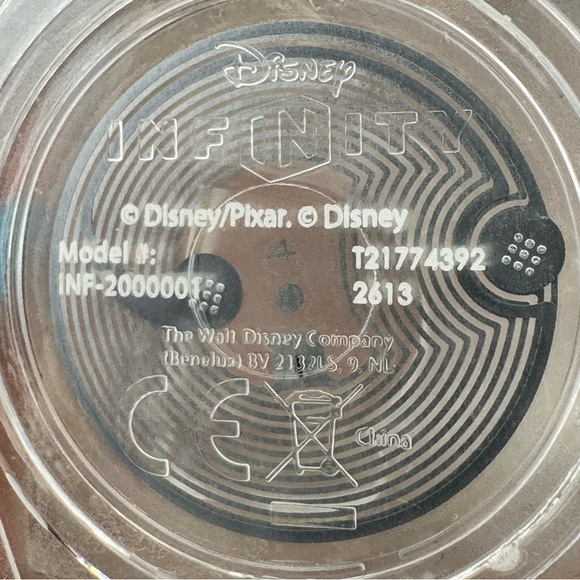 Disney
INFINITY
© Disney/Pixar. © Disney
Model #: T21774392
INF-2000001 2613
The Walt Disney Company
(Benelux) BV 2132LS, 9, NL.
CE
China